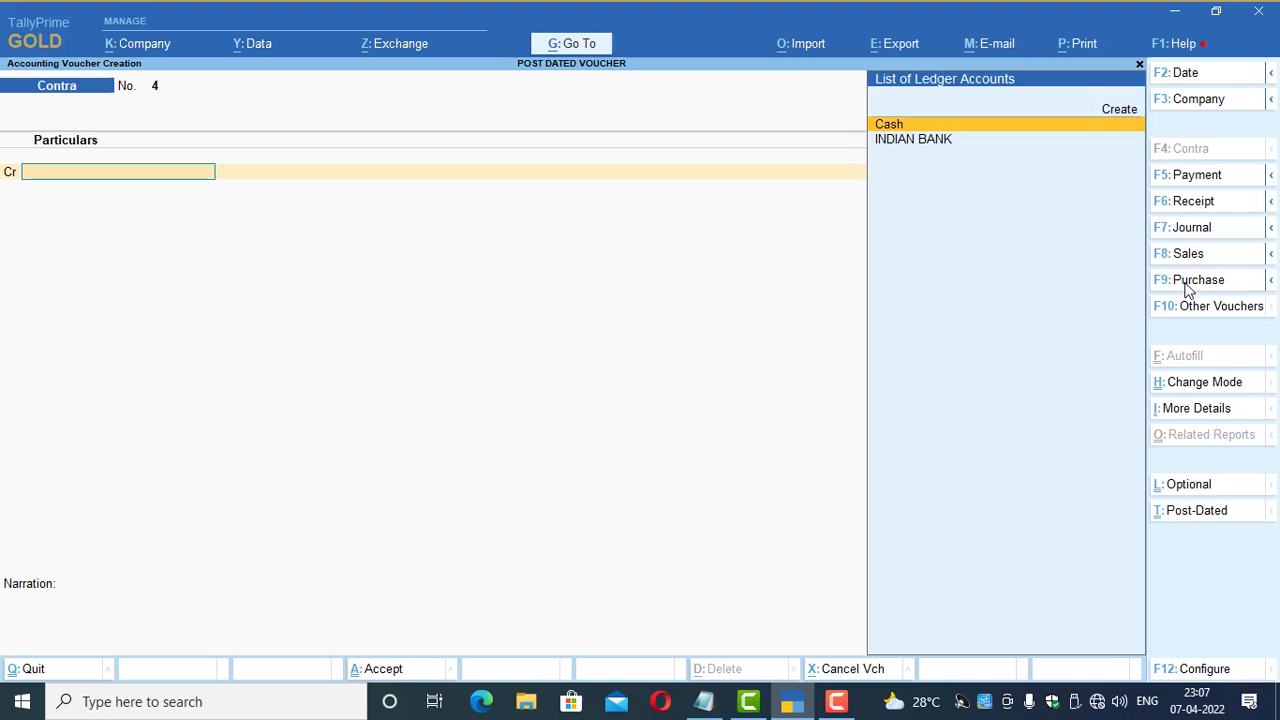 TallyPrime
GOLD
MANAGE
K: Company
Y: Data
Z: Exchange
G: Go To
O: Import
E: Export
M: E-mail
P: Print
F1: Help
Accounting Voucher Creation
POST DATED VOUCHER
Contra
No. 4
Particulars
Cr
Narration:
List of Ledger Accounts
Create
Cash
INDIAN BANK
F2: Date
F3: Company
F4: Contra
F5: Payment
F6: Receipt
F7: Journal
F8: Sales
F9: Purchase
F10: Other Vouchers
F: Autofill
H: Change Mode
I: More Details
O: Related Reports
L: Optional
T: Post-Dated
Q: Quit
A: Accept
D: Delete
X: Cancel Vch
F12: Configure
Type here to search
28°C
ENG
23:07
07-04-2022